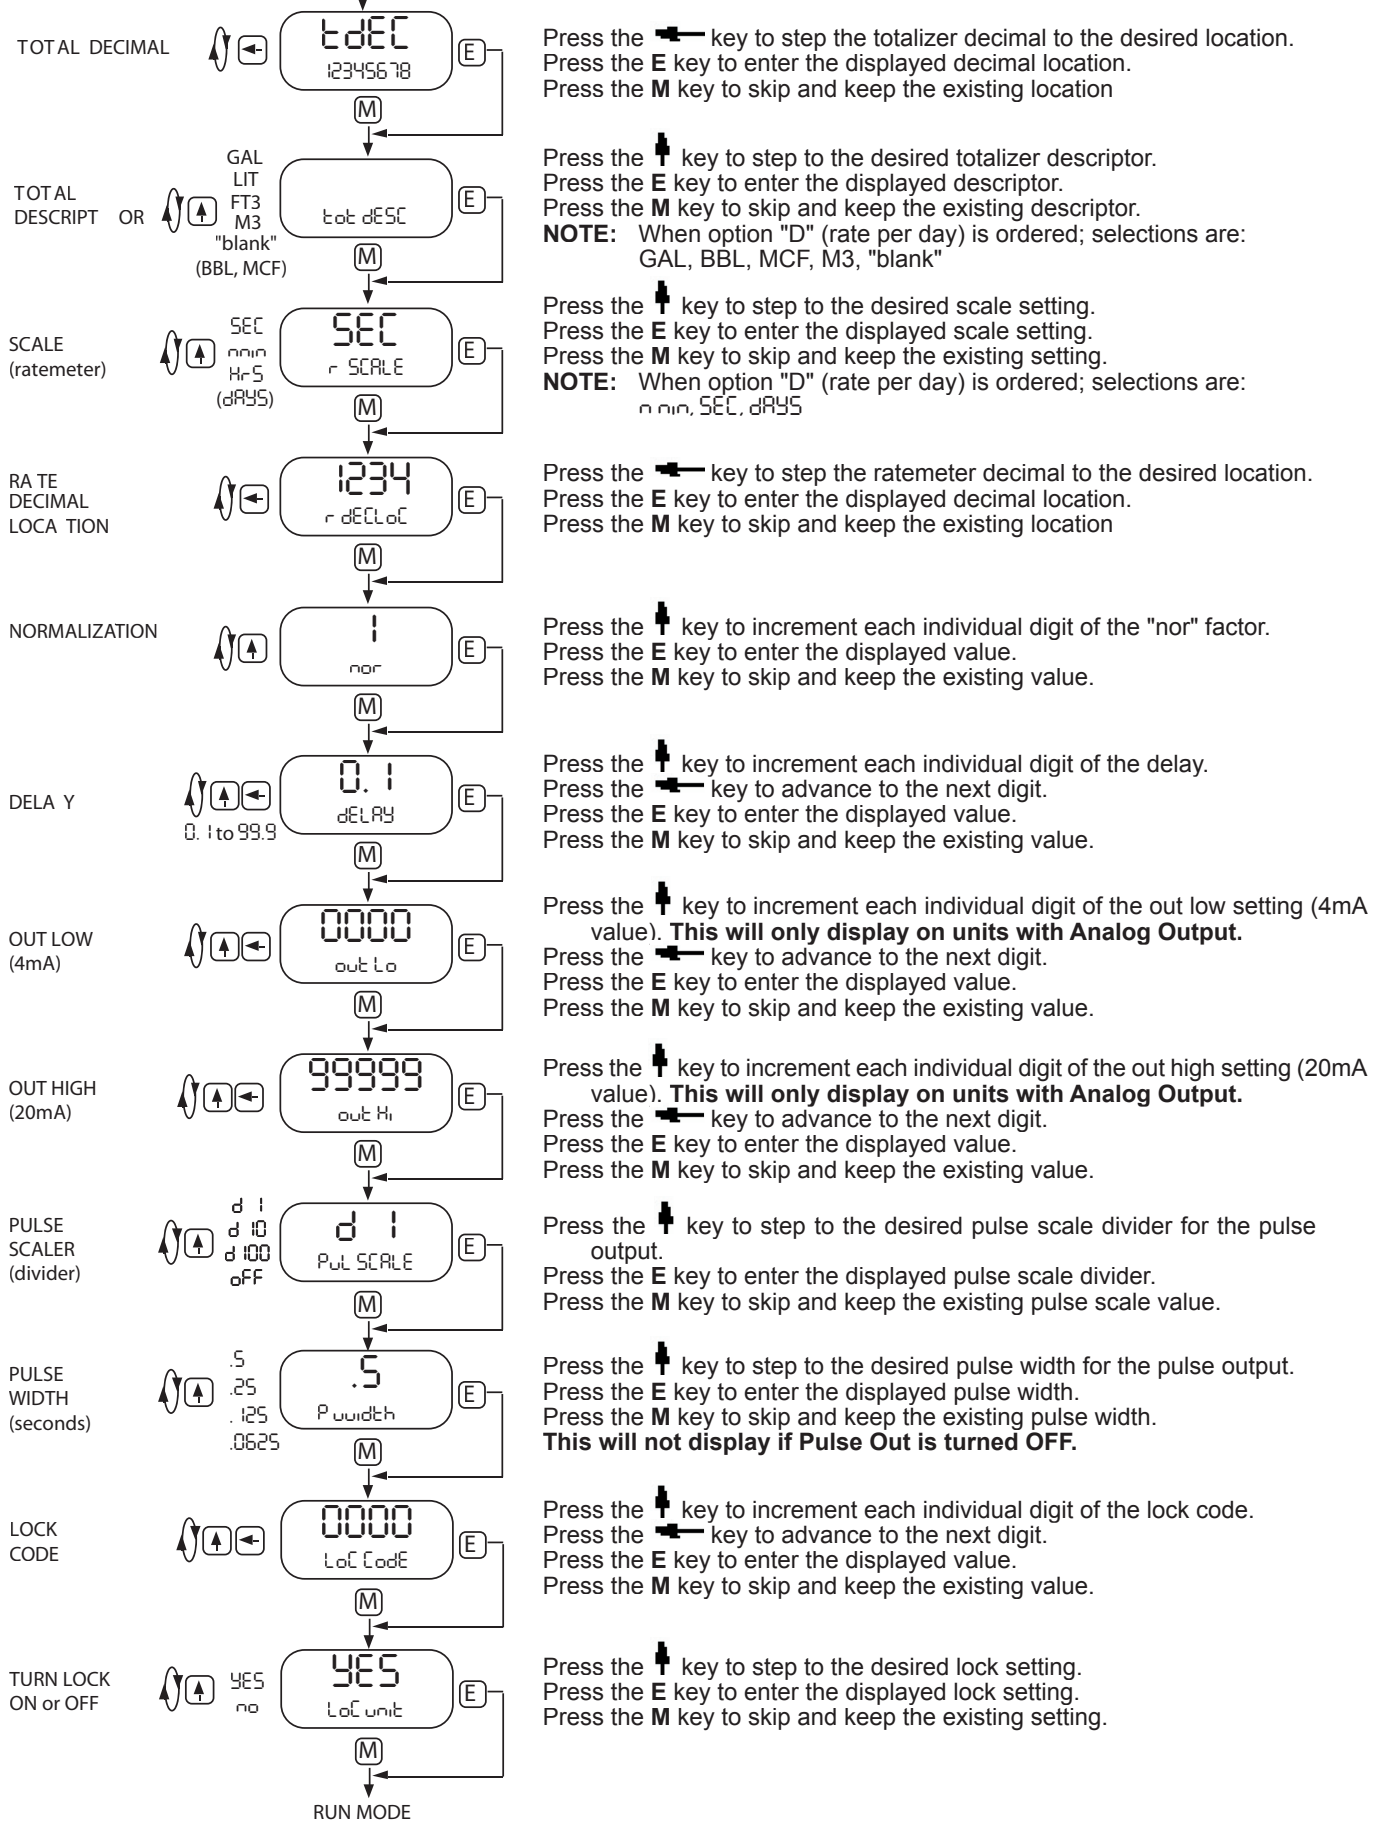 TOTAL DECIMAL
tdEC
12345678
E
M
Press the key to step the totalizer decimal to the desired location.
Press the E key to enter the displayed decimal location.
Press the M key to skip and keep the existing location
TOTAL
DESCRIPT OR
GAL
LIT
FT3
M3
"blank"
(BBL, MCF)
tot dESC
E
M
Press the key to step to the desired totalizer descriptor.
Press the E key to enter the displayed descriptor.
Press the M key to skip and keep the existing descriptor.
NOTE: When option "D" (rate per day) is ordered; selections are:
GAL, BBL, MCF, M3, "blank"
SCALE
(ratemeter)
SEC
min
HrS
(dAYS)
SEC
r SCALE
E
M
Press the key to step to the desired scale setting.
Press the E key to enter the displayed scale setting.
Press the M key to skip and keep the existing setting.
NOTE: When option "D" (rate per day) is ordered; selections are:
min, SEC, dAYS
RA TE
DECIMAL
LOCA TION
1234
r dECLoC
E
M
Press the key to step the ratemeter decimal to the desired location.
Press the E key to enter the displayed decimal location.
Press the M key to skip and keep the existing location
NORMALIZATION
1
nor
E
M
Press the key to increment each individual digit of the "nor" factor.
Press the E key to enter the displayed value.
Press the M key to skip and keep the existing value.
DELA Y
0.1 to 99.9
0.1
dELAY
E
M
Press the key to increment each individual digit of the delay.
Press the key to advance to the next digit.
Press the E key to enter the displayed value.
Press the M key to skip and keep the existing value.
OUT LOW
(4mA)
0000
out Lo
E
M
Press the key to increment each individual digit of the out low setting (4mA
value). This will only display on units with Analog Output.
Press the key to advance to the next digit.
Press the E key to enter the displayed value.
Press the M key to skip and keep the existing value.
OUT HIGH
(20mA)
99999
out Hi
E
M
Press the key to increment each individual digit of the out high setting (20mA
value). This will only display on units with Analog Output.
Press the key to advance to the next digit.
Press the E key to enter the displayed value.
Press the M key to skip and keep the existing value.
PULSE
SCALER
(divider)
d 1
d 10
d 100
oFF
d 1
PuL SCALE
E
M
Press the key to step to the desired pulse scale divider for the pulse
output.
Press the E key to enter the displayed pulse scale divider.
Press the M key to skip and keep the existing pulse scale value.
PULSE
WIDTH
(seconds)
.5
.25
.125
.0625
.5
P width
E
M
Press the key to step to the desired pulse width for the pulse output.
Press the E key to enter the displayed pulse width.
Press the M key to skip and keep the existing pulse width.
This will not display if Pulse Out is turned OFF.
LOCK
CODE
0000
LoC CodE
E
M
Press the key to increment each individual digit of the lock code.
Press the key to advance to the next digit.
Press the E key to enter the displayed value.
Press the M key to skip and keep the existing value.
TURN LOCK
ON or OFF
YES
no
YES
LoC unit
E
M
Press the key to step to the desired lock setting.
Press the E key to enter the displayed lock setting.
Press the M key to skip and keep the existing setting.
RUN MODE